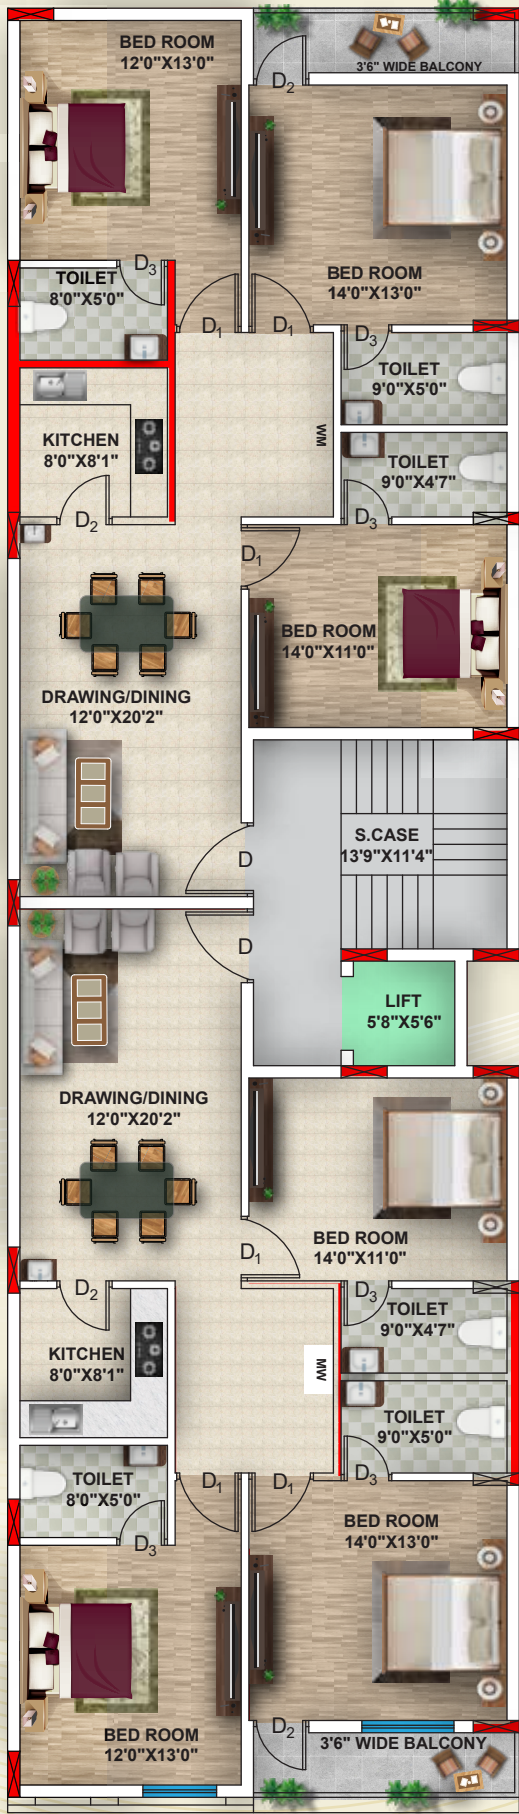 BED ROOM
12'0"X13'0"
3'6" WIDE BALCONY
D2
BED ROOM
14'0"X13'0"
D3
TOILET
8'0"X5'0"
D1
D1
D3
TOILET
9'0"X5'0"
WM
KITCHEN
8'0"X8'1"
TOILET
9'0"X4'7"
D2
D3
D1
BED ROOM
14'0"X11'0"
DRAWING/DINING
12'0"X20'2"
S.CASE
13'9"X11'4"
D
D
LIFT
5'8"X5'6"
DRAWING/DINING
12'0"X20'2"
BED ROOM
14'0"X11'0"
D1
D2
D3
TOILET
9'0"X4'7"
KITCHEN
8'0"X8'1"
MW
TOILET
9'0"X5'0"
TOILET
8'0"X5'0"
D3
D1
D1
D3
BED ROOM
14'0"X13'0"
BED ROOM
12'0"X13'0"
D2
3'6" WIDE BALCONY